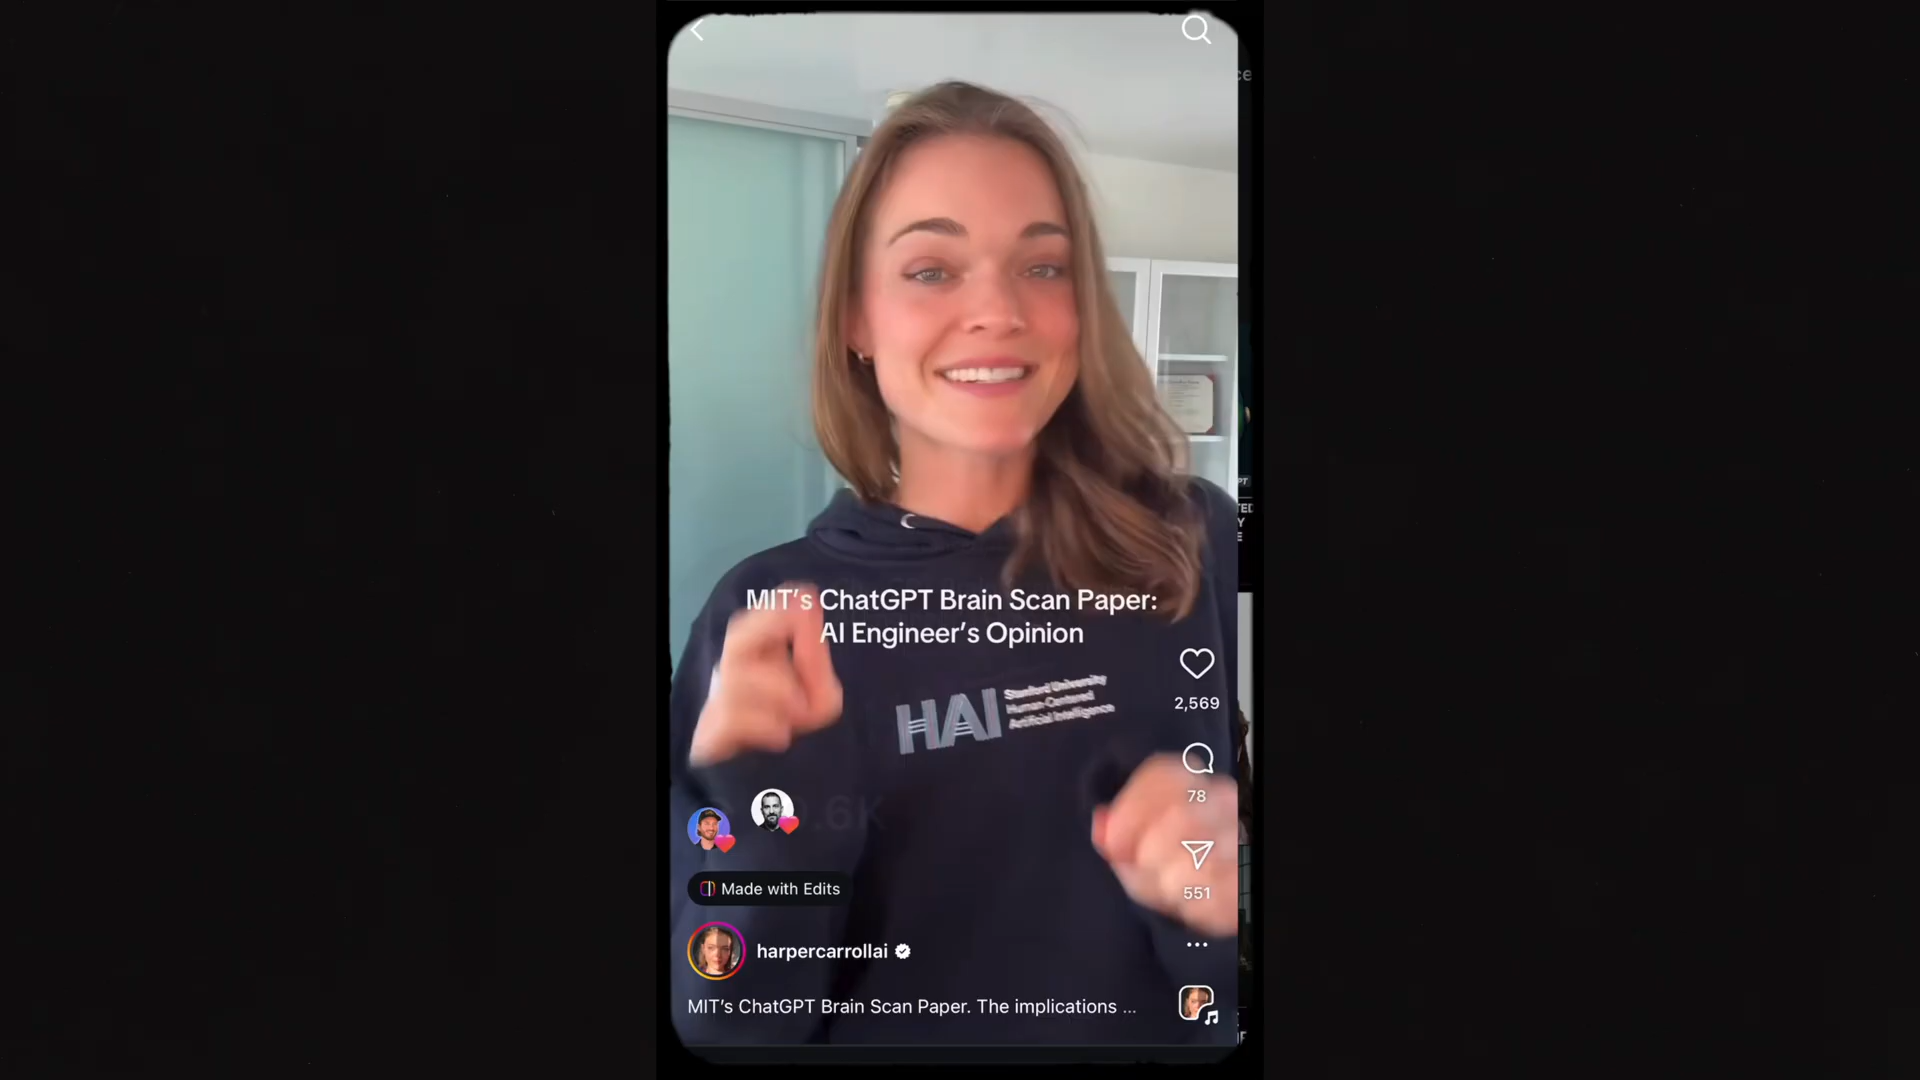 MIT's ChatGPT Brain Scan Paper:
AI Engineer's Opinion
HAI
Stanford University
Human-Centered
Artificial Intelligence
2,569
78
.6K
551
Made with Edits
harpercarrollai
MIT's ChatGPT Brain Scan Paper. The implications ...